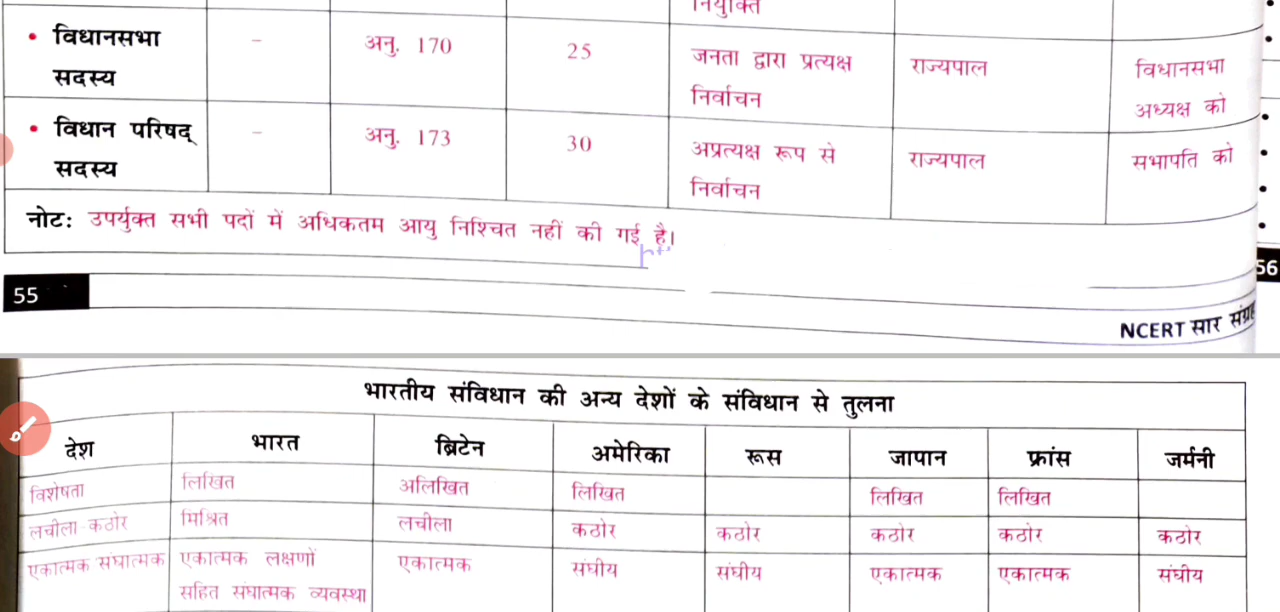 नियुक्ति
• विधानसभा सदस्य – अनु. 170 25 जनता द्वारा प्रत्यक्ष निर्वाचन राज्यपाल विधानसभा अध्यक्ष को
• विधान परिषद् सदस्य – अनु. 173 30 अप्रत्यक्ष रूप से निर्वाचन राज्यपाल सभापति को
नोट: उपर्युक्त सभी पदों में अधिकतम आयु निश्चित नहीं की गई है।
55
56
NCERT सार संग्रह
भारतीय संविधान की अन्य देशों के संविधान से तुलना
देश भारत ब्रिटेन अमेरिका रूस जापान फ्रांस जर्मनी
विशेषता लिखित अलिखित लिखित लिखित लिखित
लचीला-कठोर मिश्रित लचीला कठोर कठोर कठोर कठोर कठोर
एकात्मक संघात्मक एकात्मक लक्षणों सहित संघात्मक व्यवस्था एकात्मक संघीय संघीय एकात्मक एकात्मक संघीय